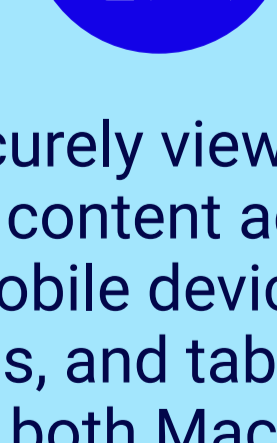 curely view
content a
obile devic
s, and tab
both Mac